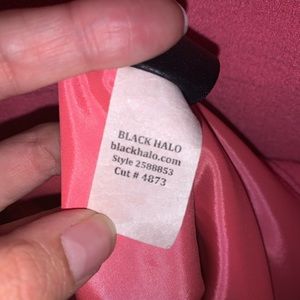 BLACK HALO
blackhalo.com
Style 2588853
Cut # 4873